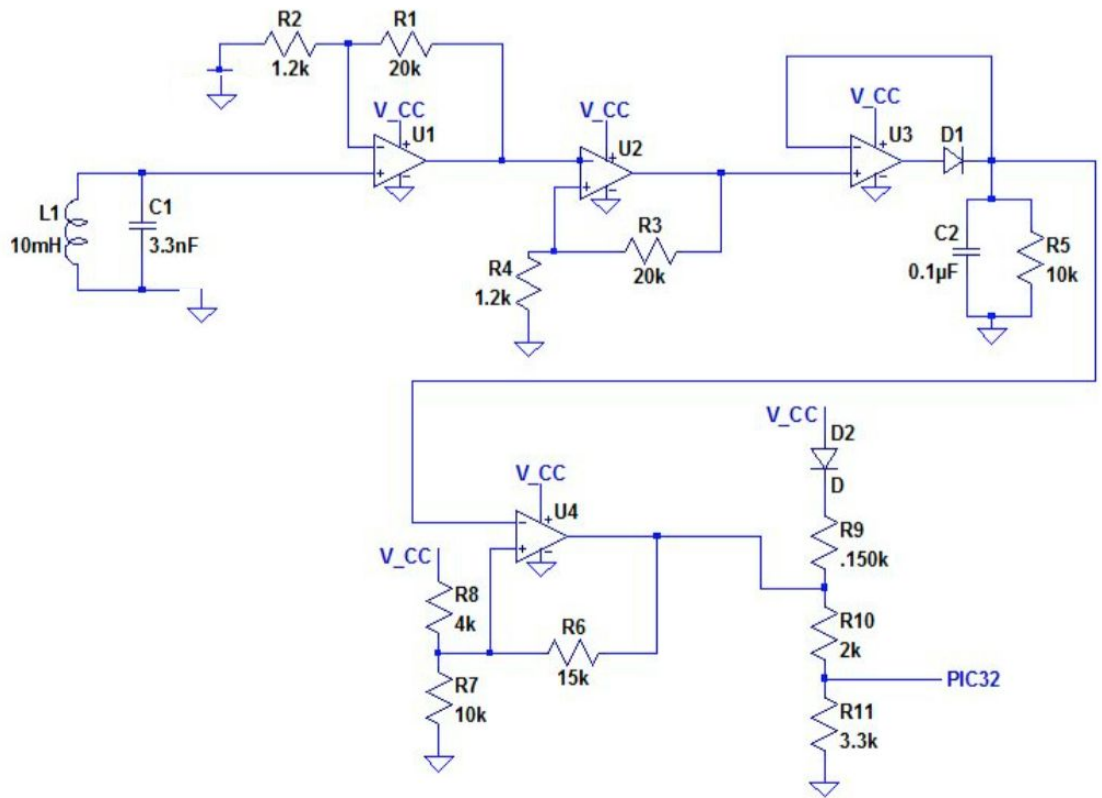 R2
1.2k
R1
20k
V_CC
U1
V_CC
U2
V_CC
U3
D1
L1
10mH
C1
3.3nF
R3
20k
R4
1.2k
C2
0.1µF
R5
10k
V_CC
D2
D
V_CC
U4
R9
.150k
V_CC
R8
4k
R6
15k
R10
2k
R7
10k
PIC32
R11
3.3k